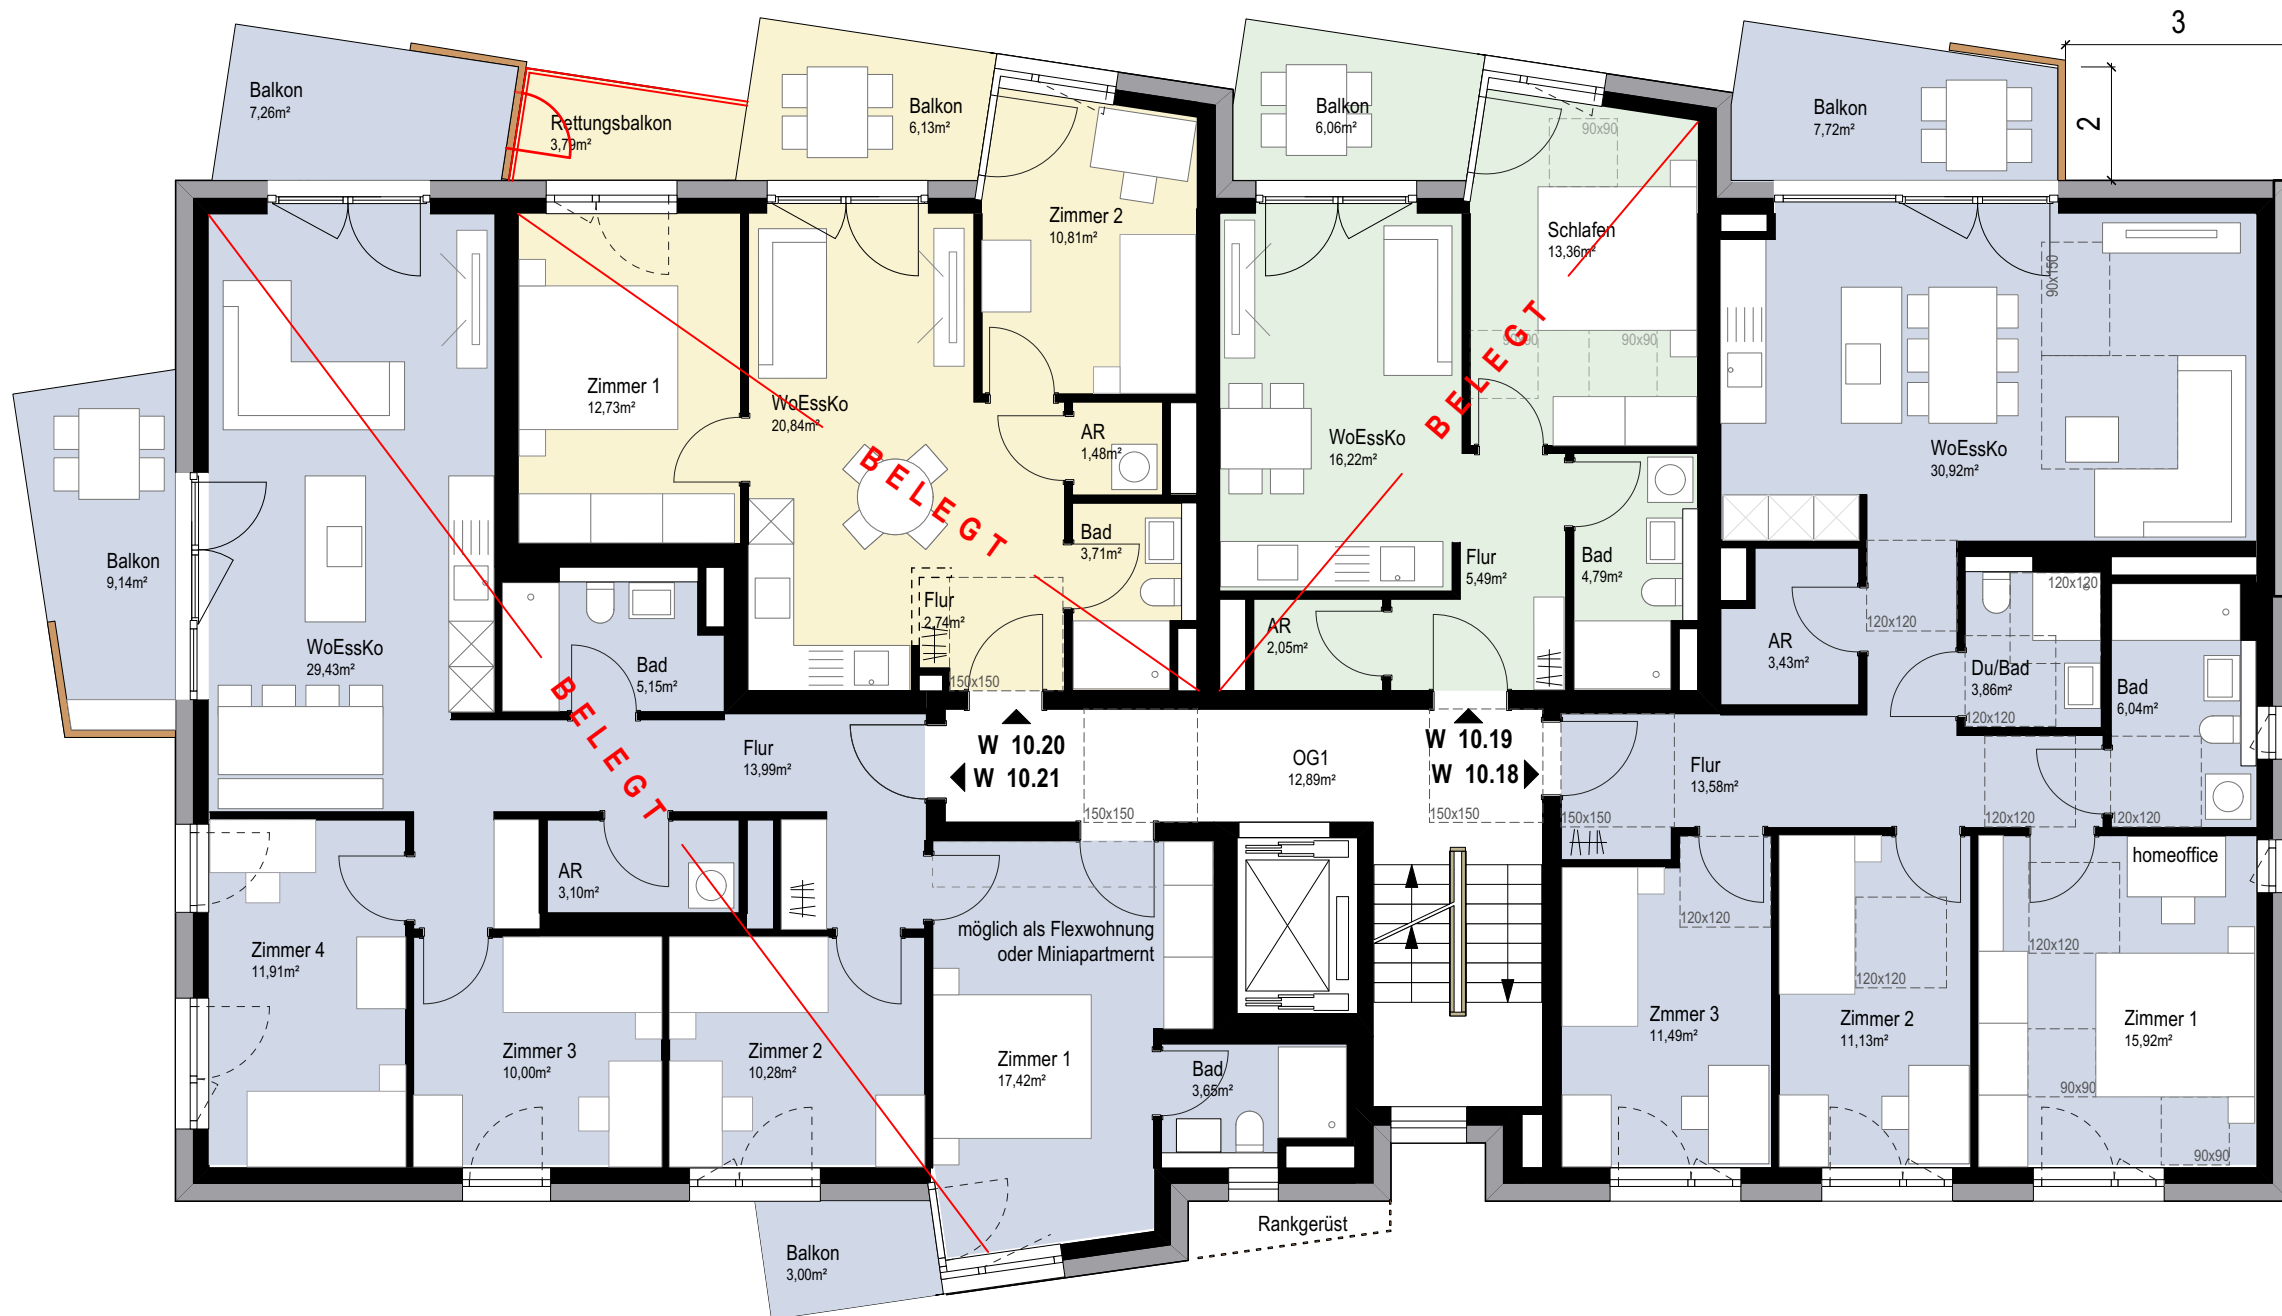 3
2
Balkon
7,26m²
Rettungsbalkon
3,79m²
Balkon
6,13m²
Zimmer 2
10,81m²
Balkon
6,06m²
90x90
Schlafen
13,36m²
90x90
90x90
Balkon
7,72m²
90x150
Zimmer 1
12,73m²
WoEssKo
20,84m²
BELEGT
AR
1,48m²
Bad
3,71m²
Flur
2,74m²
150x150
WoEssKo
16,22m²
BELEGT
Flur
5,49m²
Bad
4,79m²
AR
2,05m²
WoEssKo
30,92m²
AR
3,43m²
120x120
120x120
Du/Bad
3,86m²
120x120
Bad
6,04m²
Balkon
9,14m²
WoEssKo
29,43m²
Bad
5,15m²
BELEGT
Flur
13,99m²
W 10.20
W 10.21
OG1
12,89m²
W 10.19
W 10.18
150x150
150x150
150x150
Flur
13,58m²
120x120
120x120
AR
3,10m²
möglich als Flexwohnung
oder Miniapartmernt
homeoffice
Zimmer 4
11,91m²
Zimmer 3
10,00m²
Zimmer 2
10,28m²
Zimmer 1
17,42m²
Bad
3,65m²
120x120
Zmmer 3
11,49m²
120x120
Zimmer 2
11,13m²
120x120
Zimmer 1
15,92m²
90x90
90x90
Balkon
3,00m²
Rankgerüst